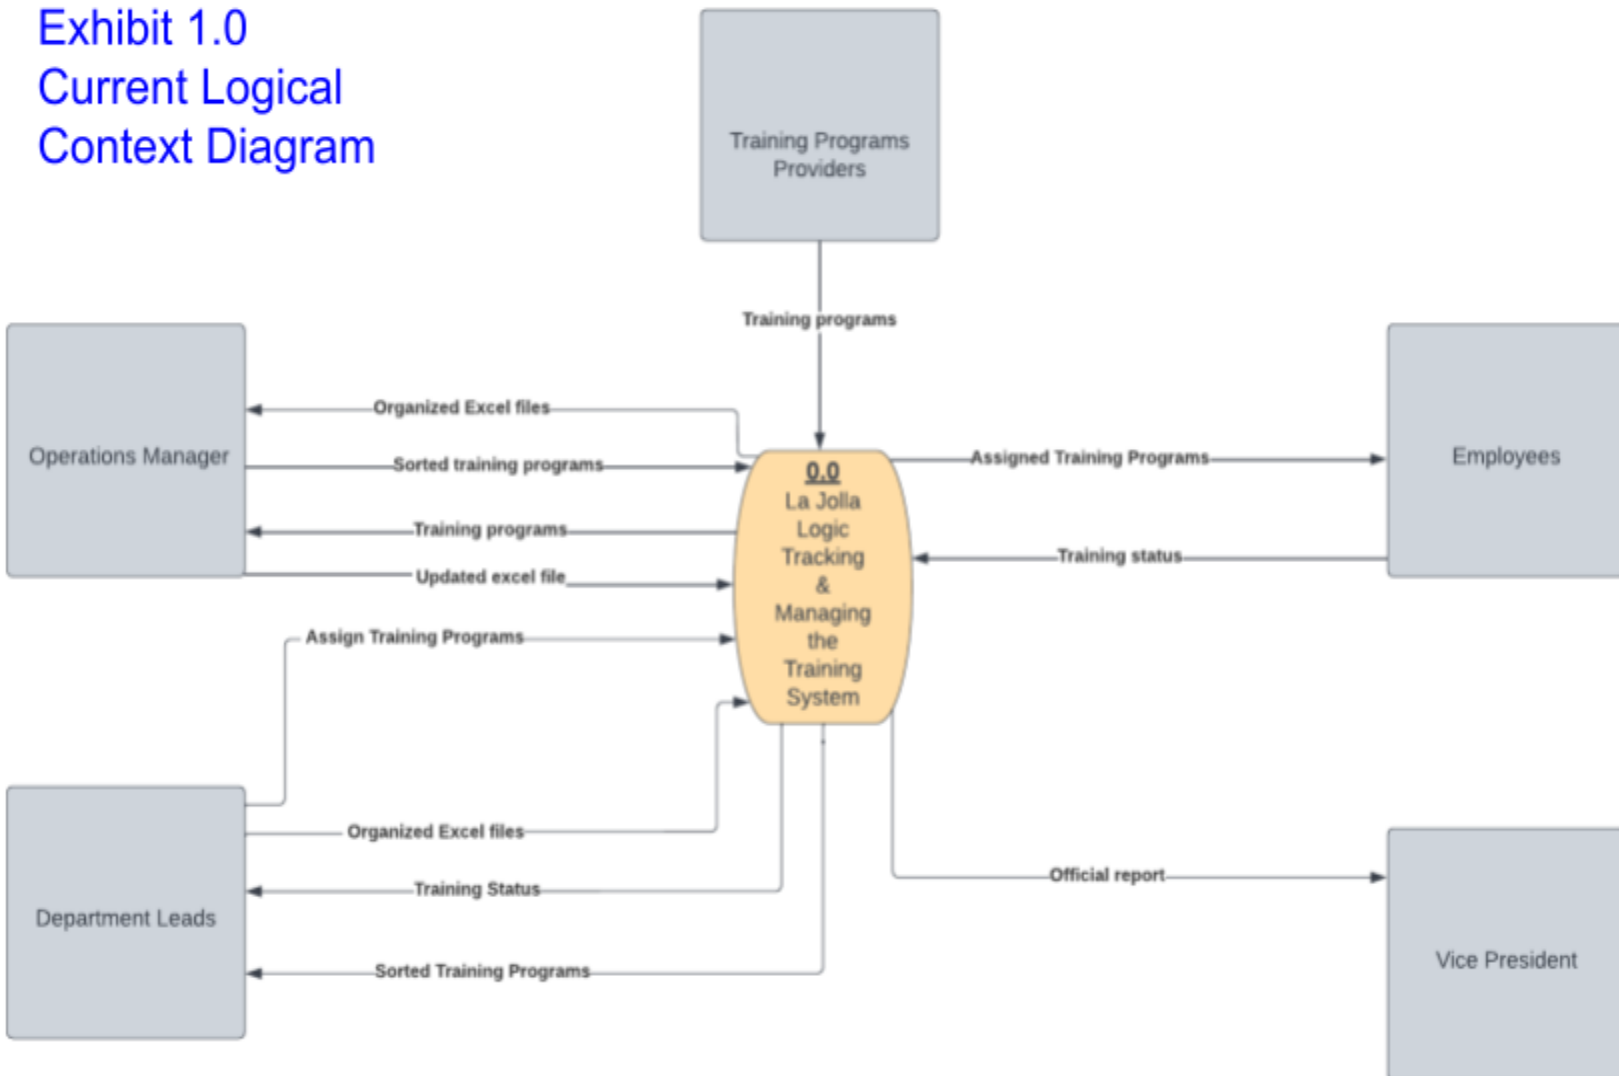 Exhibit 1.0
Current Logical
Context Diagram
Training Programs
Providers
Training programs
Operations Manager
Organized Excel files
Sorted training programs
Training programs
Updated excel file
Assign Training Programs
0.0
La Jolla
Logic
Tracking
&
Managing
the
Training
System
Assigned Training Programs
Employees
Training status
Department Leads
Organized Excel files
Training Status
Sorted Training Programs
Official report
Vice President